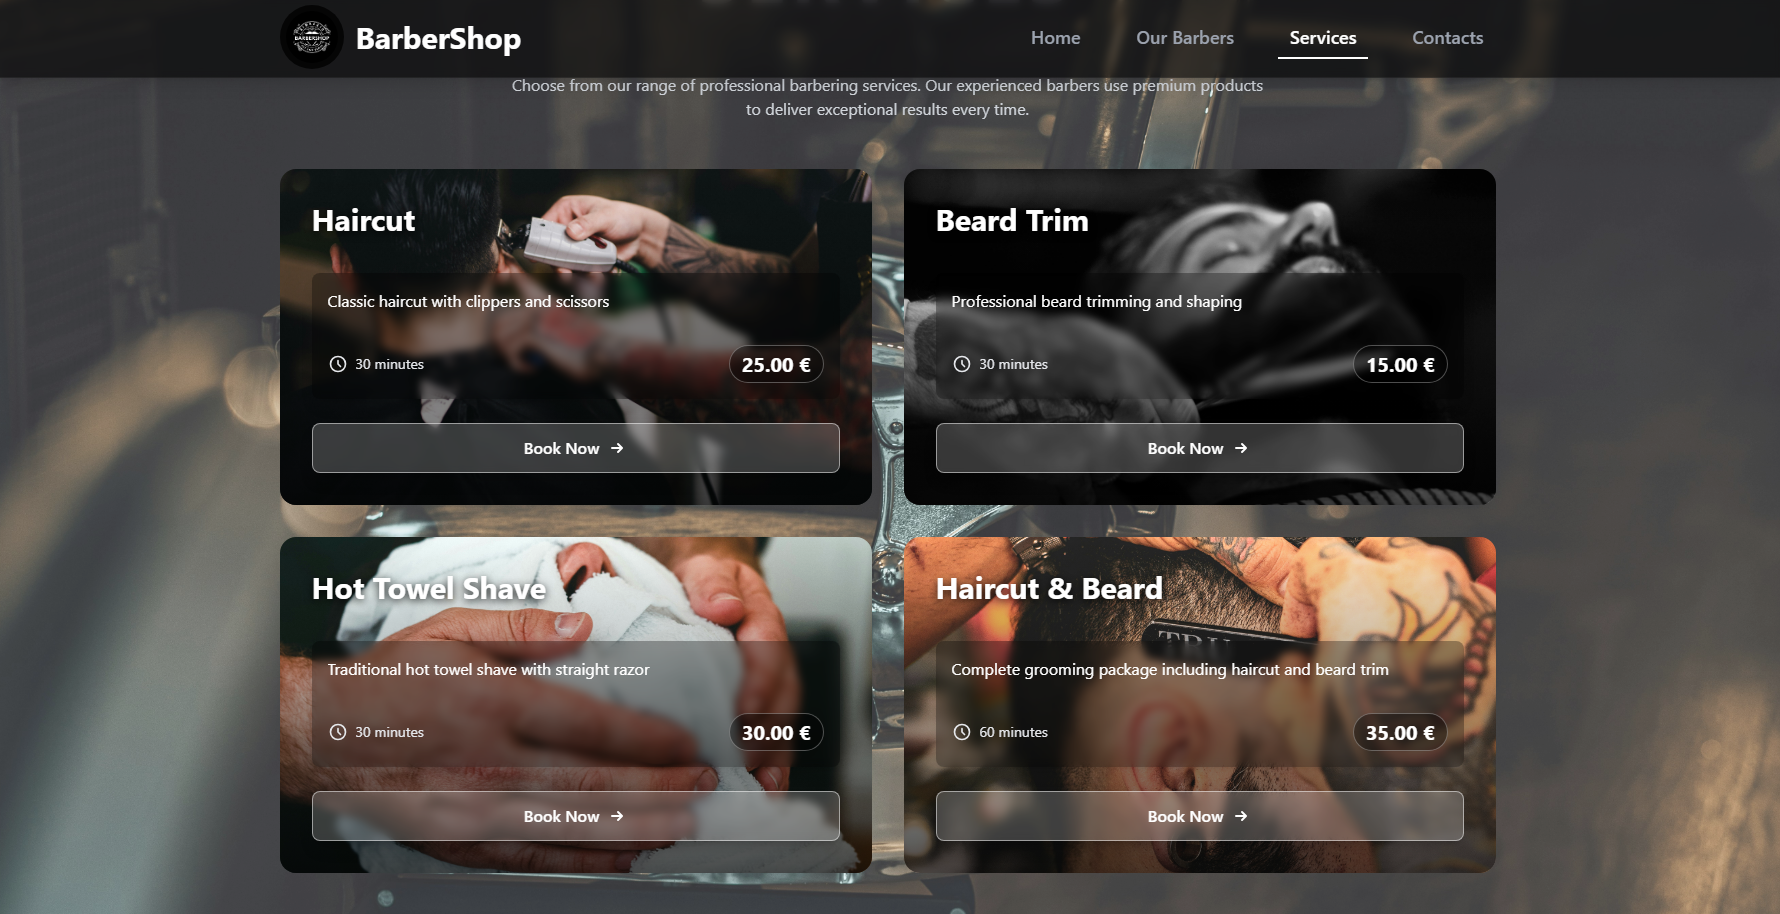 BARBERSHOP
BarberShop
Home
Our Barbers
Services
Contacts
Choose from our range of professional barbering services. Our experienced barbers use premium products
to deliver exceptional results every time.
Haircut
Classic haircut with clippers and scissors
30 minutes
25.00 €
Book Now →
Beard Trim
Professional beard trimming and shaping
30 minutes
15.00 €
Book Now →
Hot Towel Shave
Traditional hot towel shave with straight razor
30 minutes
30.00 €
Book Now →
Haircut & Beard
TRU
Complete grooming package including haircut and beard trim
60 minutes
35.00 €
Book Now →